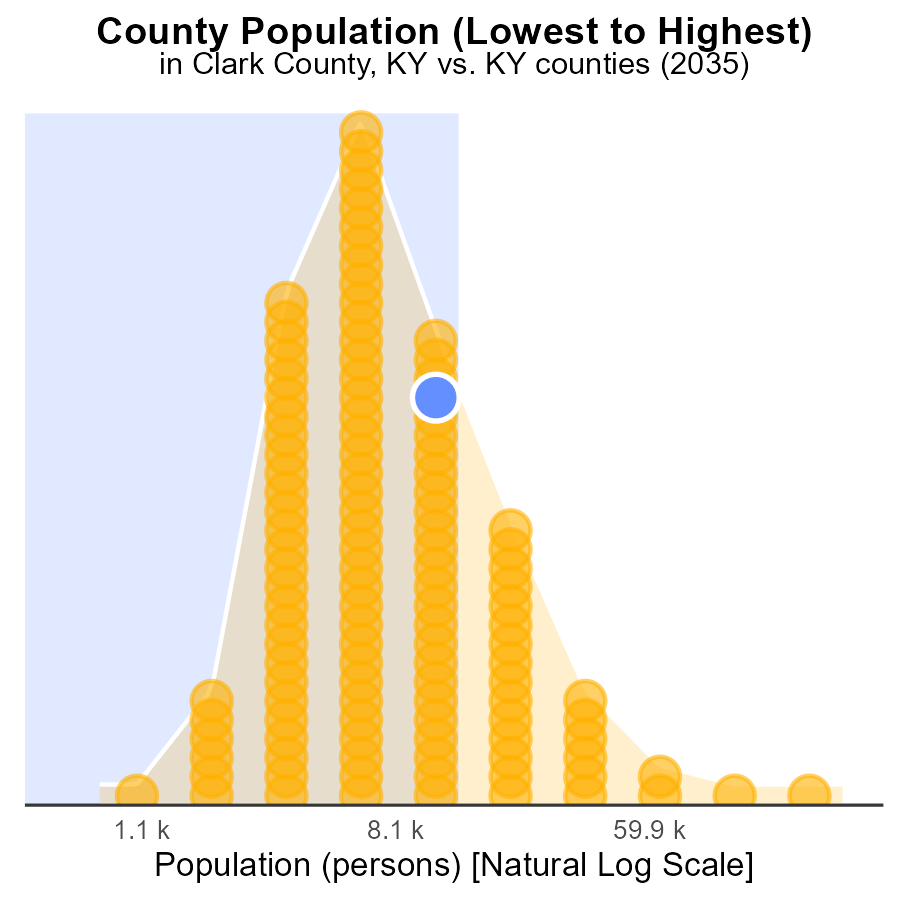 County Population (Lowest to Highest)
in Clark County, KY vs. KY counties (2035)
1.1 k 8.1 k 59.9 k
Population (persons) [Natural Log Scale]